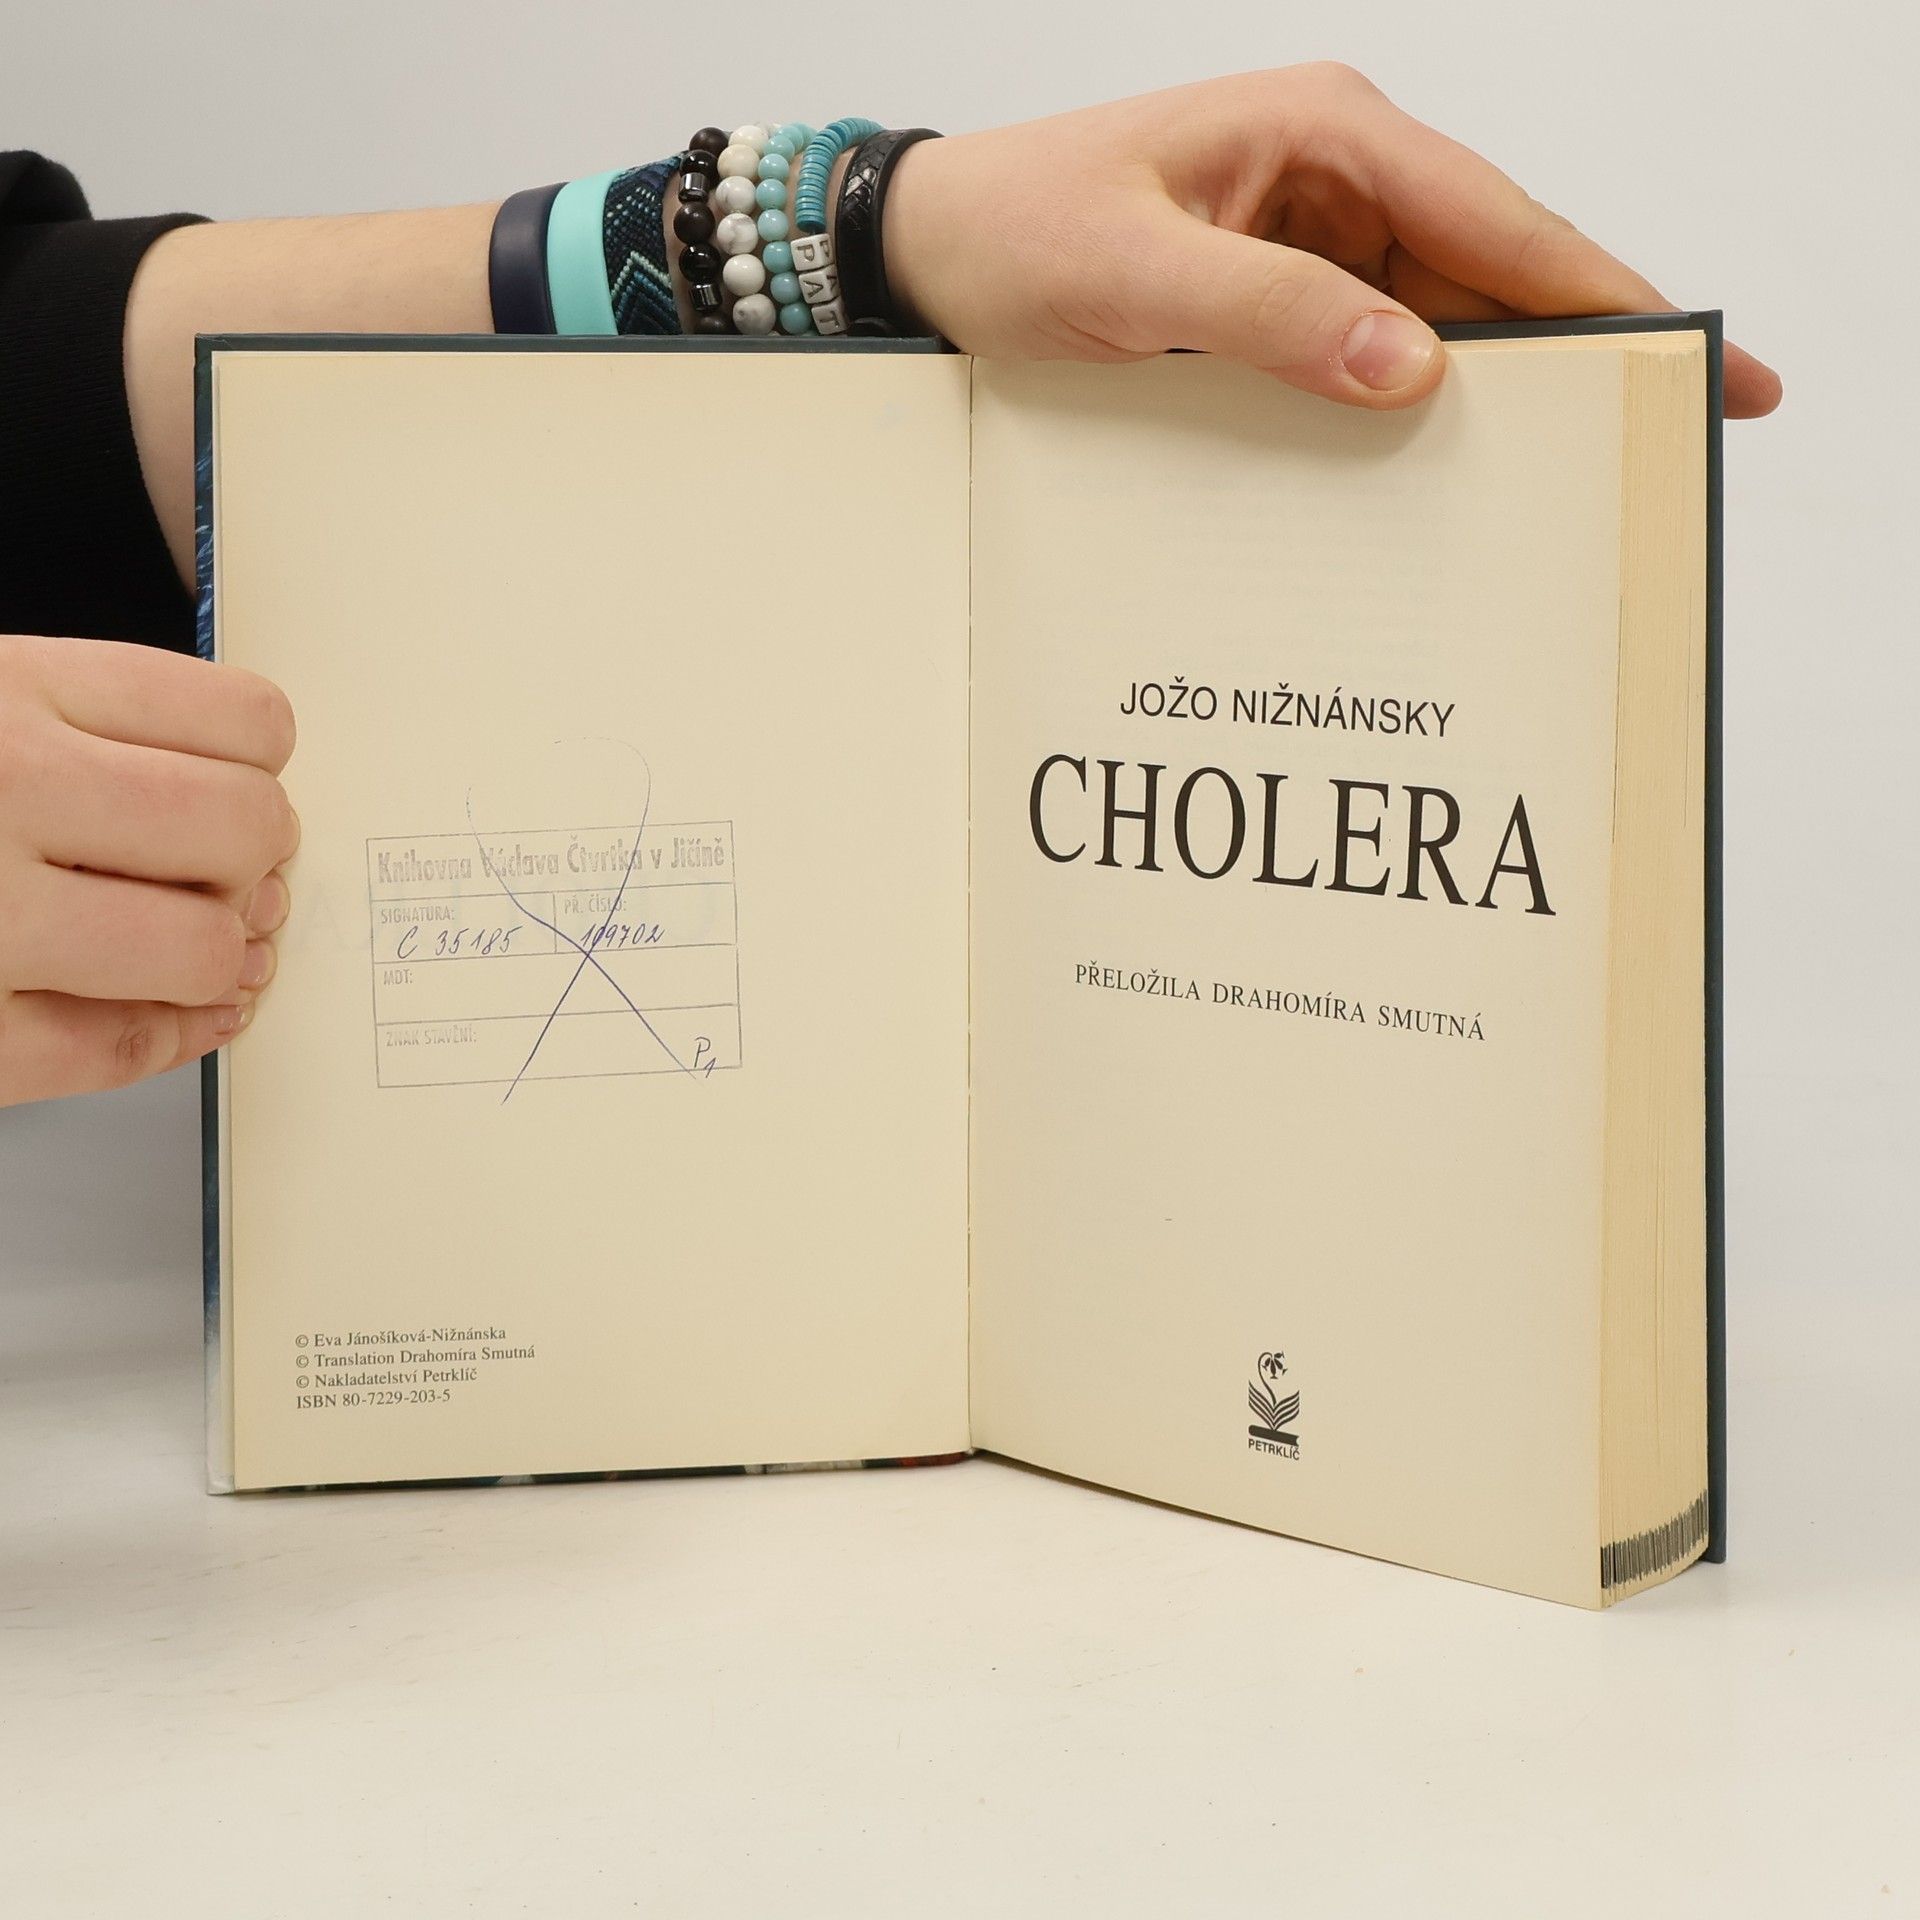 PAT
PAT
Knihovna Václava Čtvrtka v Jičíně
SIGNATURA:
C 35185
PŘ. ČÍSLO:
109702
MDT:
ZNAK STAVĚNÍ:
P1
© Eva Jánošíková-Nižnánska
© Translation Drahomíra Smutná
© Nakladatelství Petrklíč
ISBN 80-7229-203-5
JOŽO NIŽNÁNSKY
CHOLERA
PŘELOŽILA DRAHOMÍRA SMUTNÁ
PETRKLÍČ